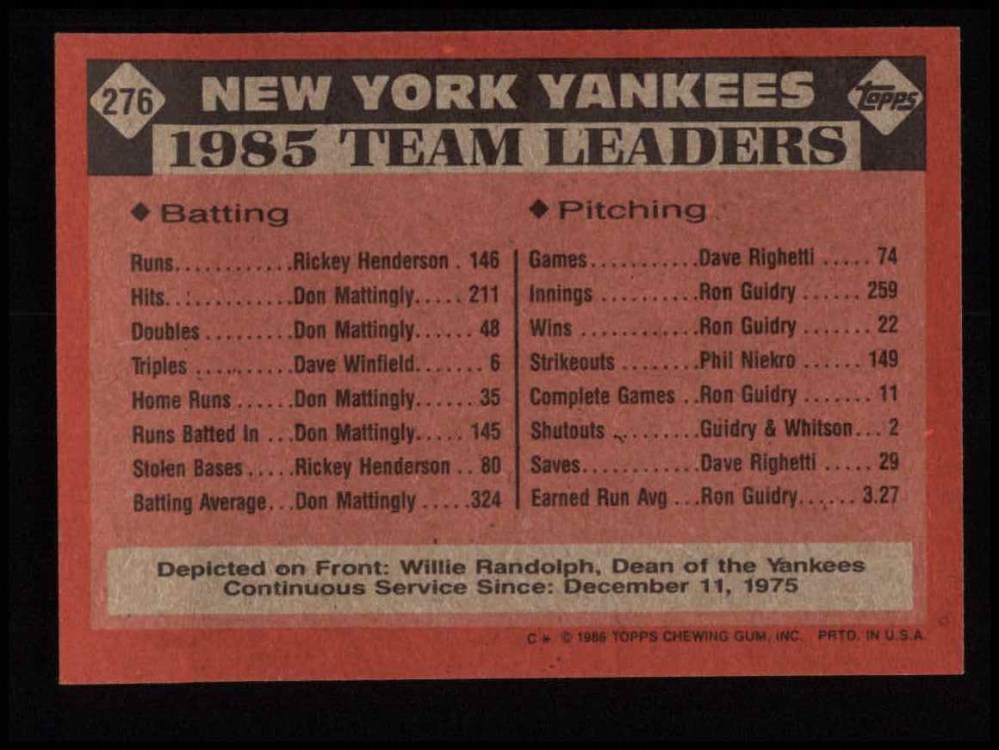 276 NEW YORK YANKEES Topps
1985 TEAM LEADERS
◆ Batting
Runs............Rickey Henderson . 146
Hits. . :..........Don Mattingly..... 211
Doubles ...........Don Mattingly...... 48
Triples ............Dave Winfield....... 6
Home Runs ......Don Mattingly...... 35
Runs Batted In ...Don Mattingly..... 145
Stolen Bases .....Rickey Henderson .. 80
Batting Average...Don Mattingly .....324
◆ Pitching
Games...........Dave Righetti ..... 74
Innings ..........Ron Guidry ...... 259
Wins ............Ron Guidry ....... 22
Strikeouts ........Phil Niekro ...... 149
Complete Games ..Ron Guidry ....... 11
Shutouts .........Guidry & Whitson... 2
Saves............Dave Righetti ..... 29
Earned Run Avg ...Ron Guidry...... 3.27
Depicted on Front: Willie Randolph, Dean of the Yankees
Continuous Service Since: December 11, 1975
C * © 1986 TOPPS CHEWING GUM, INC. PRTD. IN U.S.A.